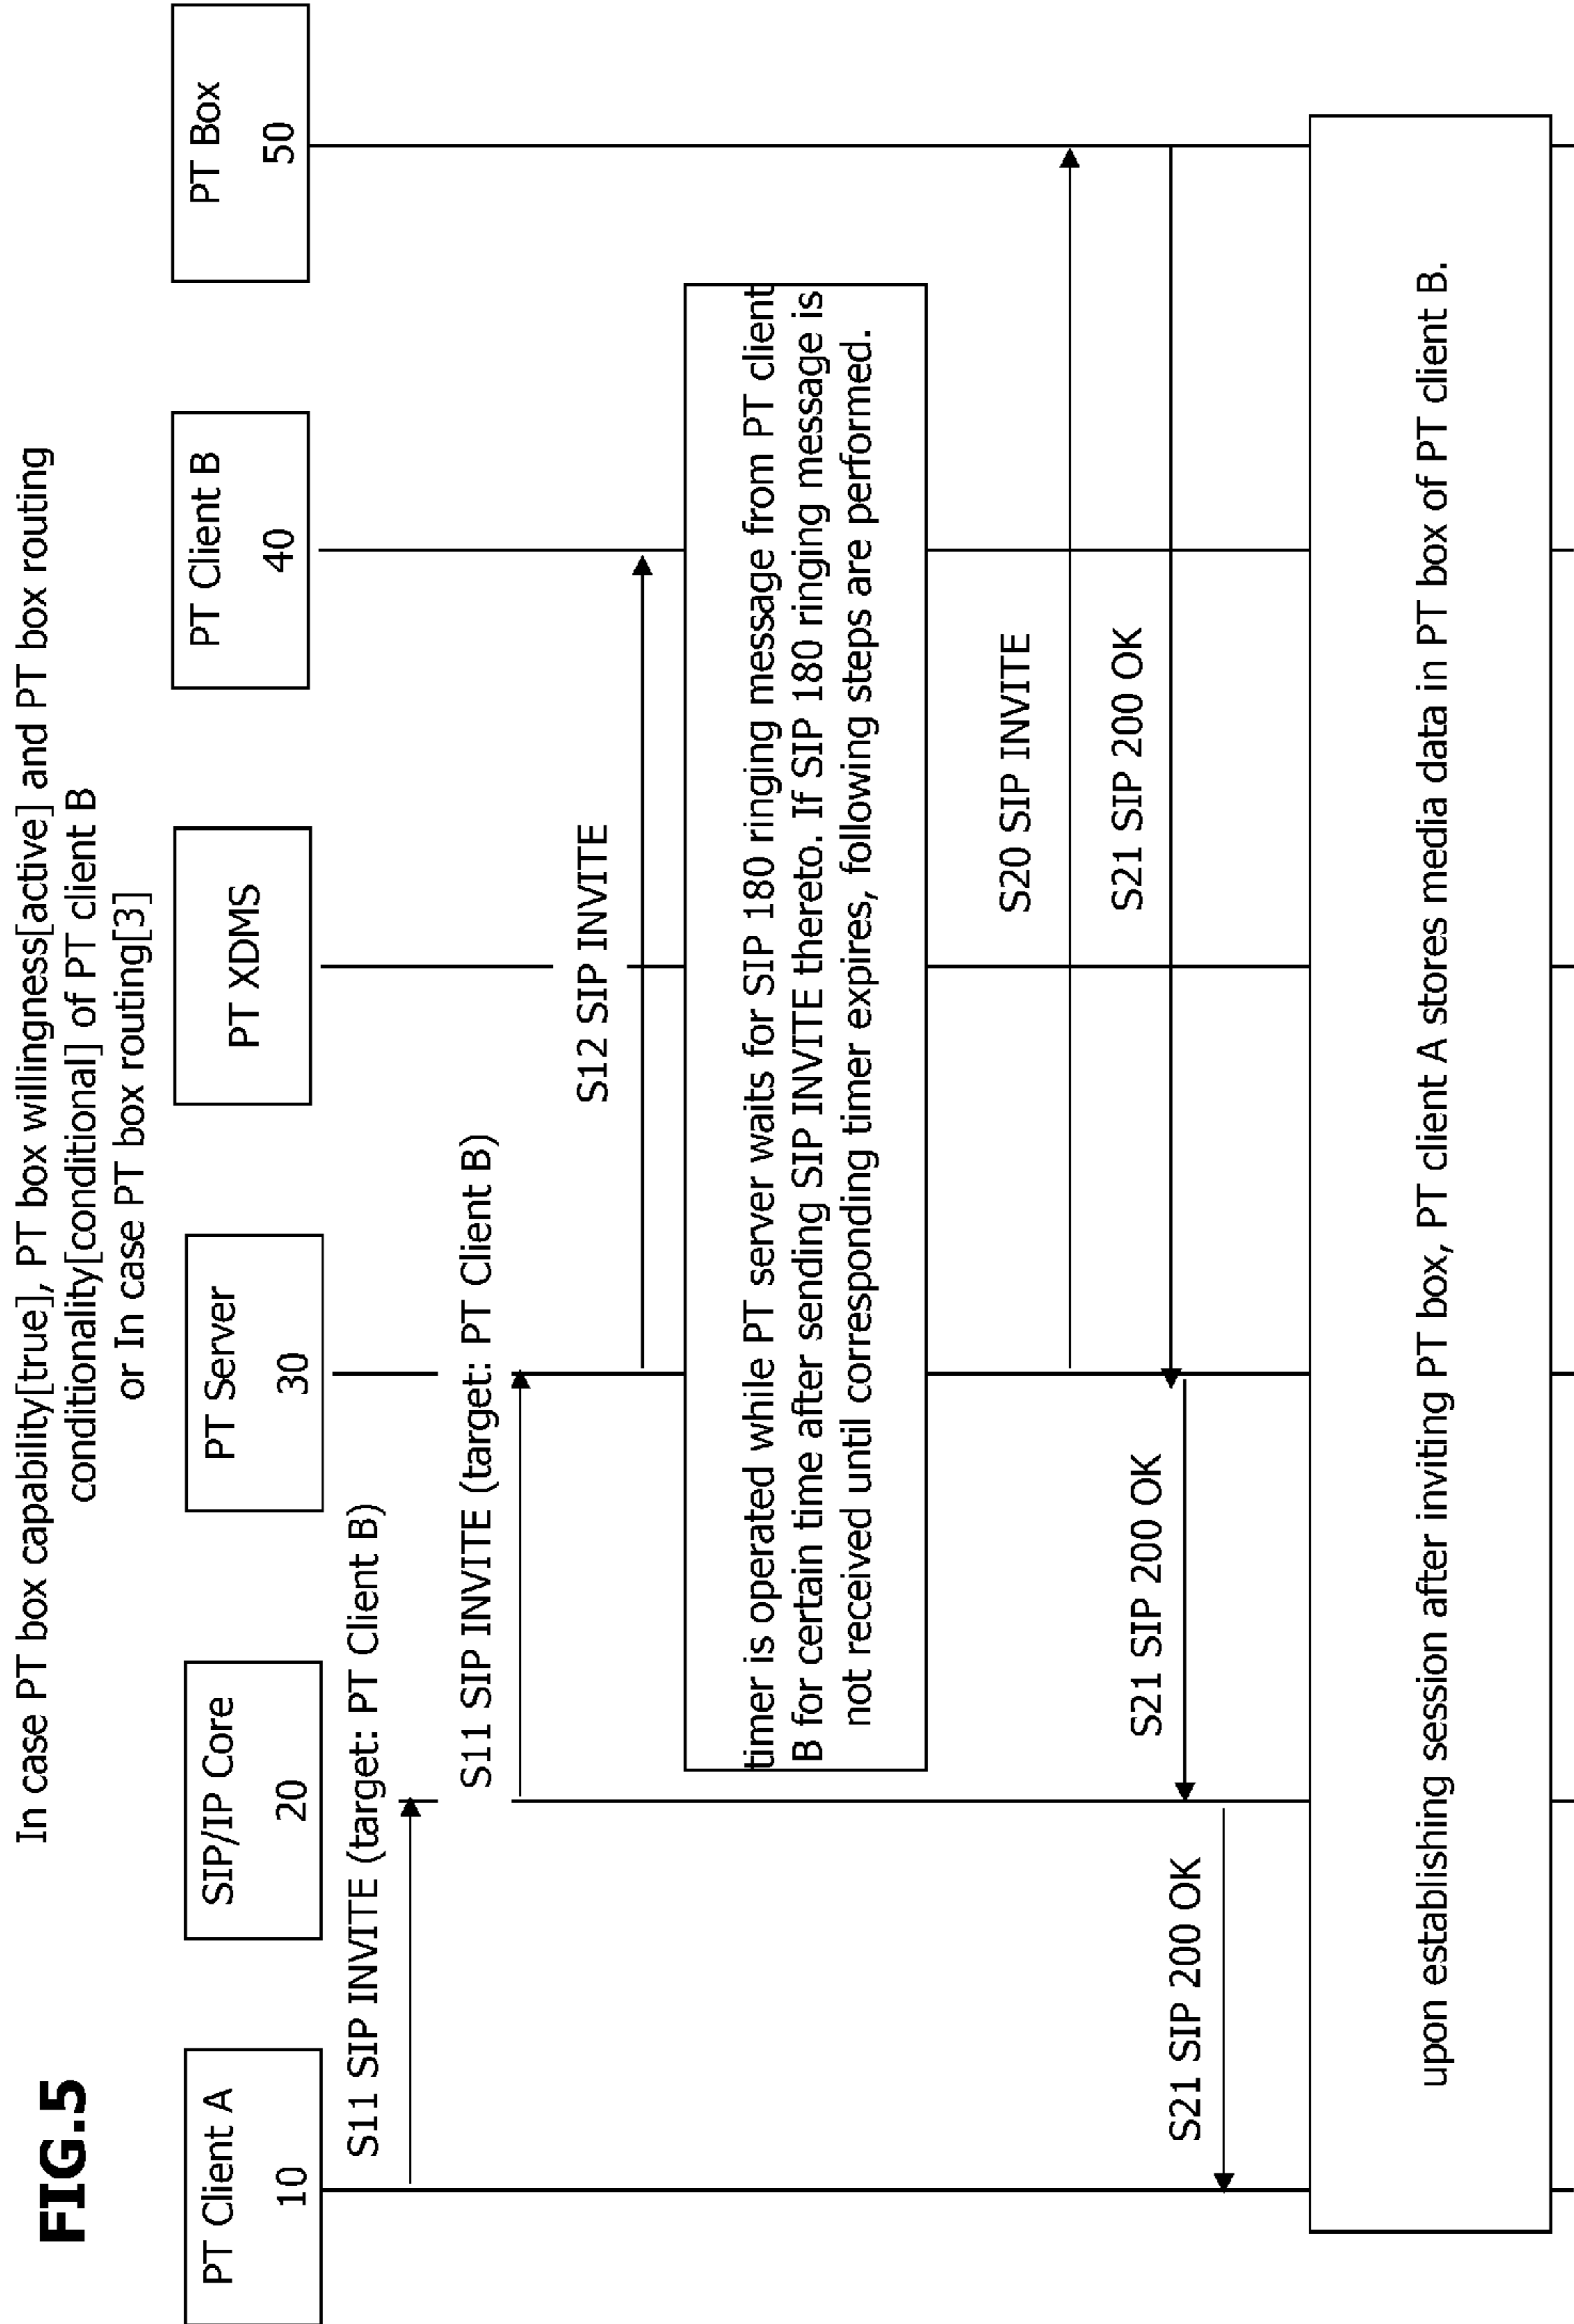 FIG.5
In case PT box capability[true], PT box willingness[active] and PT box routing
conditionality[conditional] of PT client B
or In case PT box routing[3]
PT Client A
10
SIP/IP Core
20
PT Server
30
PT XDMS
PT Client B
40
PT Box
50
S11 SIP INVITE (target: PT Client B)
S11 SIP INVITE (target: PT Client B)
S12 SIP INVITE
timer is operated while PT server waits for SIP 180 ringing message from PT client
B for certain time after sending SIP INVITE thereto. If SIP 180 ringing message is
not received until corresponding timer expires, following steps are performed.
S20 SIP INVITE
S21 SIP 200 OK
S21 SIP 200 OK
S21 SIP 200 OK
upon establishing session after inviting PT box, PT client A stores media data in PT box of PT client B.